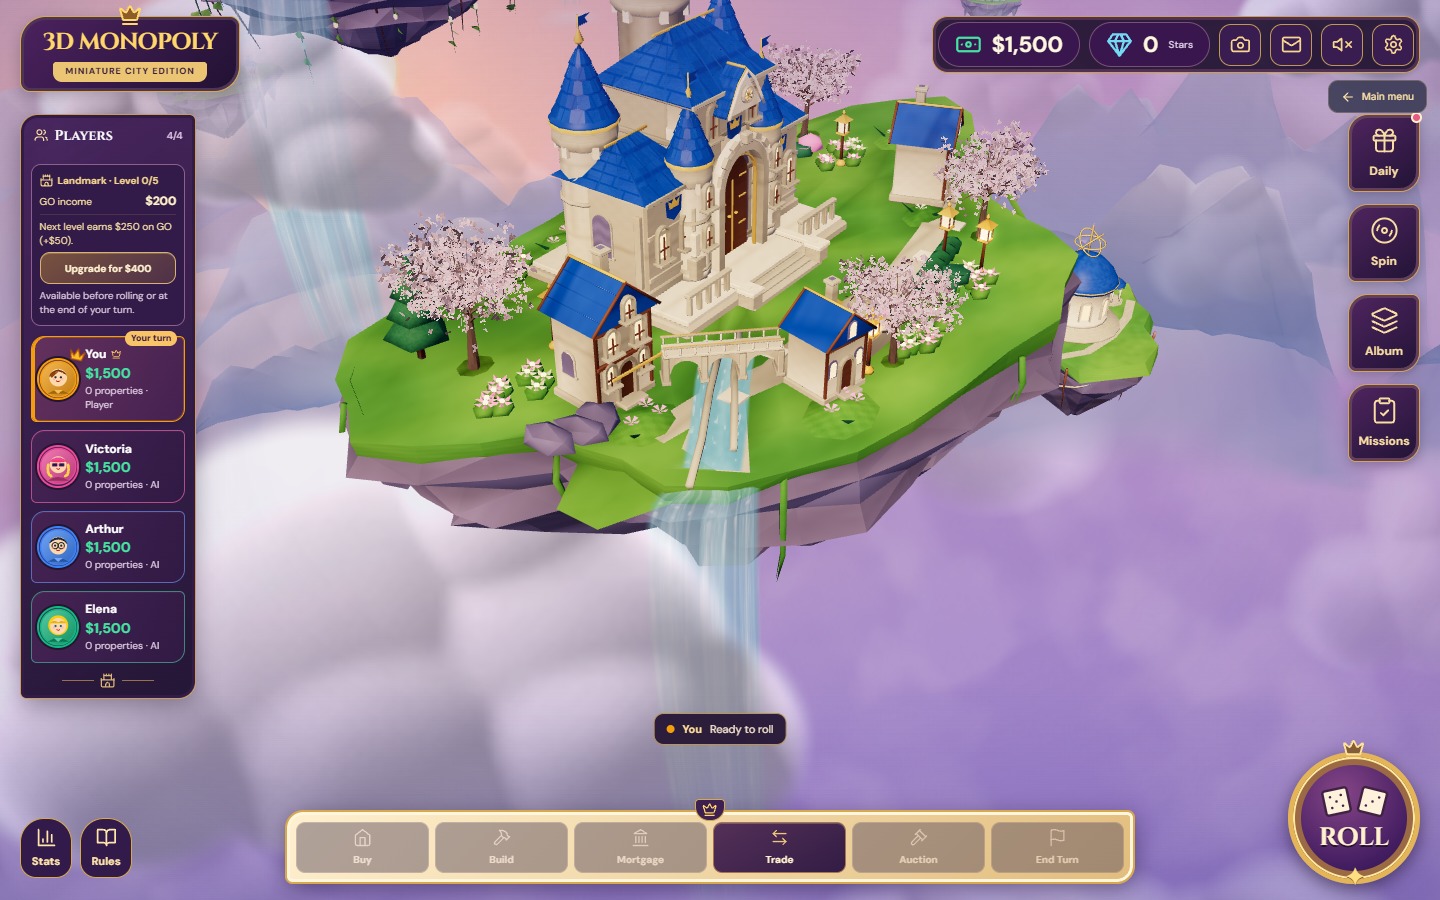 3D MONOPOLY
MINIATURE CITY EDITION
$1,500
0 Stars
Main menu
PLAYERS
4/4
Landmark · Level 0/5
GO income $200
Next level earns $250 on GO
(+$50).
Upgrade for $400
Available before rolling or at
the end of your turn.
Your turn
You
$1,500
0 properties ·
Player
Victoria
$1,500
0 properties · AI
Arthur
$1,500
0 properties · AI
Elena
$1,500
0 properties · AI
Daily
Spin
Album
Missions
You Ready to roll
Stats
Rules
Buy
Build
Mortgage
Trade
Auction
End Turn
ROLL